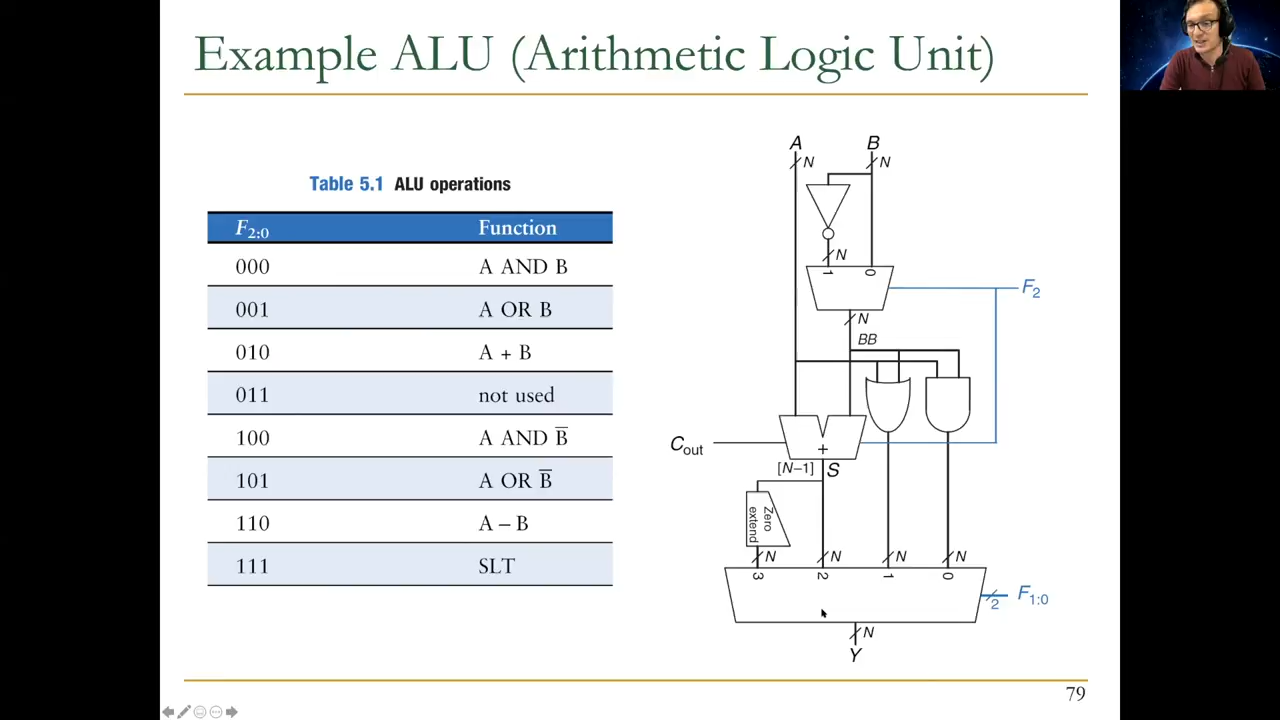 Example ALU (Arithmetic Logic Unit)
Table 5.1 ALU operations
F2:0 Function
000 A AND B
001 A OR B
010 A + B
011 not used
100 A AND B̅
101 A OR B̅
110 A – B
111 SLT
A B
N N
N
1 0
F2
N
BB
Cout
+
[N–1] S
Zero
extend
N N N N
3 2 1 0
2 F1:0
N
Y
79